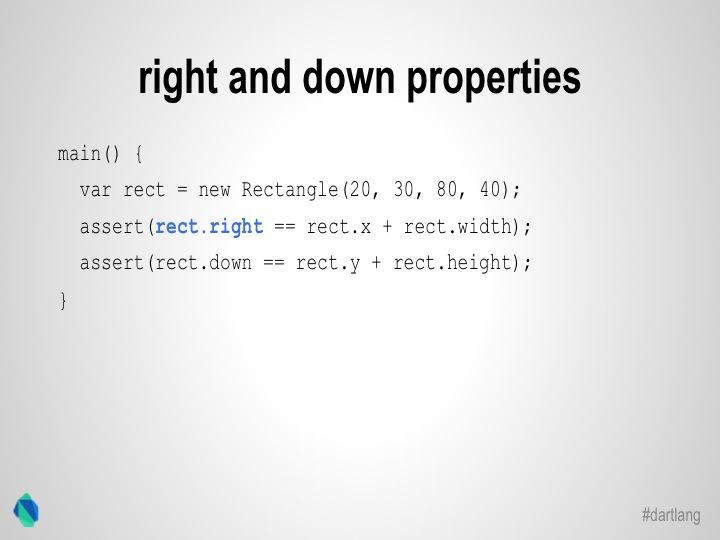 right and down properties
main() {
  var rect = new Rectangle(20, 30, 80, 40);
  assert(rect.right == rect.x + rect.width);
  assert(rect.down == rect.y + rect.height);
}
#dartlang